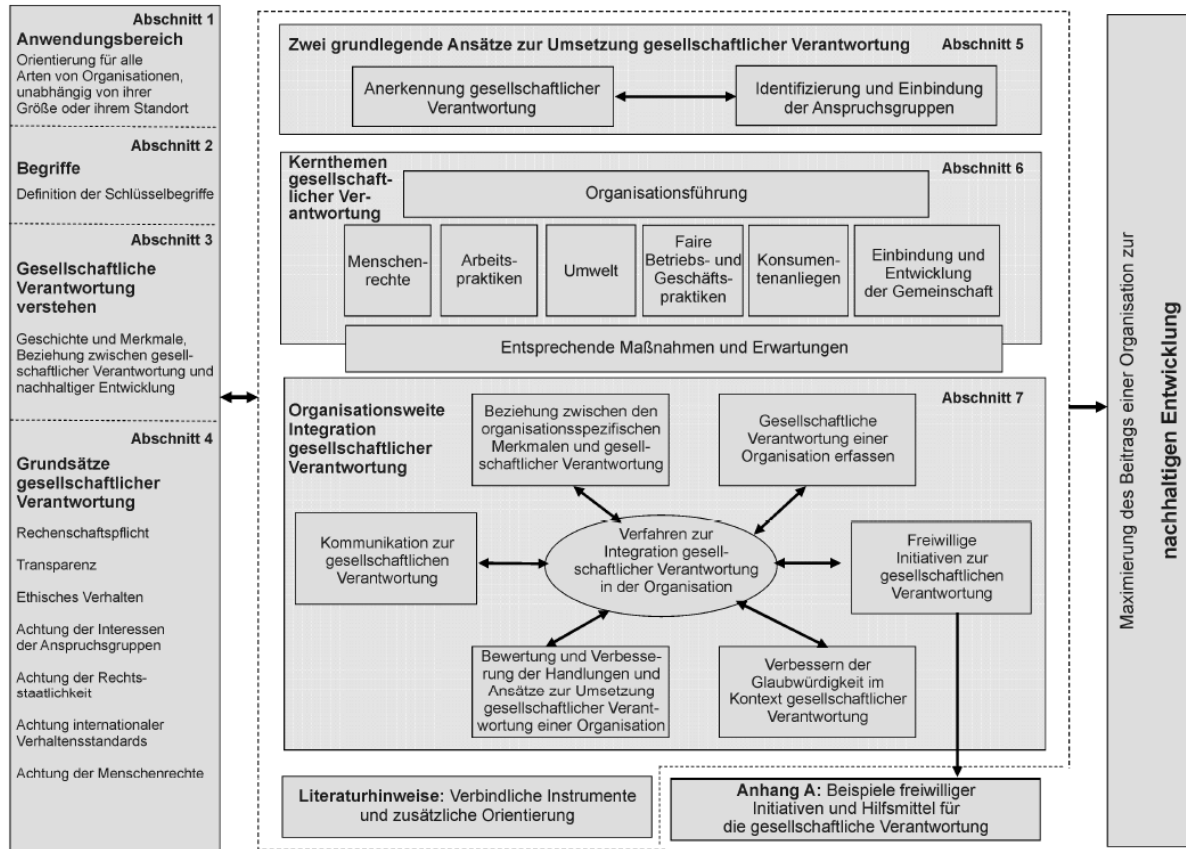 Abschnitt 1
Anwendungsbereich
Orientierung für alle
Arten von Organisationen,
unabhängig von ihrer
Größe oder ihrem Standort
Abschnitt 2
Begriffe
Definition der Schlüsselbegriffe
Abschnitt 3
Gesellschaftliche
Verantwortung
verstehen
Geschichte und Merkmale,
Beziehung zwischen gesell-
schaftlicher Verantwortung und
nachhaltiger Entwicklung
Abschnitt 4
Grundsätze
gesellschaftlicher
Verantwortung
Rechenschaftspflicht
Transparenz
Ethisches Verhalten
Achtung der Interessen
der Anspruchsgruppen
Achtung der Rechts-
staatlichkeit
Achtung internationaler
Verhaltensstandards
Achtung der Menschenrechte
Zwei grundlegende Ansätze zur Umsetzung gesellschaftlicher Verantwortung
Abschnitt 5
Anerkennung gesellschaftlicher
Verantwortung
Identifizierung und Einbindung
der Anspruchsgruppen
Kernthemen
gesellschaft-
licher Ver-
antwortung
Abschnitt 6
Organisationsführung
Menschen-
rechte
Arbeits-
praktiken
Umwelt
Faire
Betriebs- und
Geschäfts-
praktiken
Konsumen-
tenanliegen
Einbindung und
Entwicklung
der Gemeinschaft
Entsprechende Maßnahmen und Erwartungen
Organisationsweite
Integration
gesellschaftlicher
Verantwortung
Abschnitt 7
Beziehung zwischen den
organisationsspezifischen
Merkmalen und gesell-
schaftlicher Verantwortung
Gesellschaftliche
Verantwortung einer
Organisation erfassen
Kommunikation zur
gesellschaftlichen
Verantwortung
Verfahren zur
Integration gesell-
schaftlicher Verantwortung
in der Organisation
Freiwillige
Initiativen zur
gesellschaftlichen
Verantwortung
Bewertung und Verbesse-
rung der Handlungen und
Ansätze zur Umsetzung
gesellschaftlicher Verant-
wortung einer Organisation
Verbessern der
Glaubwürdigkeit im
Kontext gesellschaftlicher
Verantwortung
Literaturhinweise: Verbindliche Instrumente
und zusätzliche Orientierung
Anhang A: Beispiele freiwilliger
Initiativen und Hilfsmittel für
die gesellschaftliche Verantwortung
Maximierung des Beitrags einer Organisation zur
nachhaltigen Entwicklung